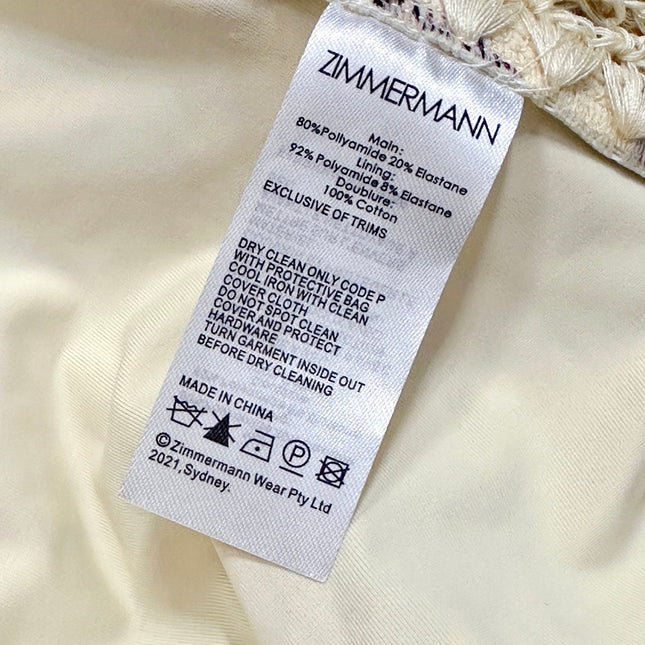 ZIMMERMANN
Main:
80%Pollyamide 20% Elastane
Lining:
92% Polyamide 8% Elastane
Doublure:
100% Cotton
EXCLUSIVE OF TRIMS
DRY CLEAN ONLY CODE P
WITH PROTECTIVE BAG
COOL IRON WITH CLEAN
COVER CLOTH
DO NOT SPOT CLEAN
COVER AND PROTECT
HARDWARE
TURN GARMENT INSIDE OUT
BEFORE DRY CLEANING
MADE IN CHINA
P
©Zimmermann Wear Pty Ltd
2021, Sydney.